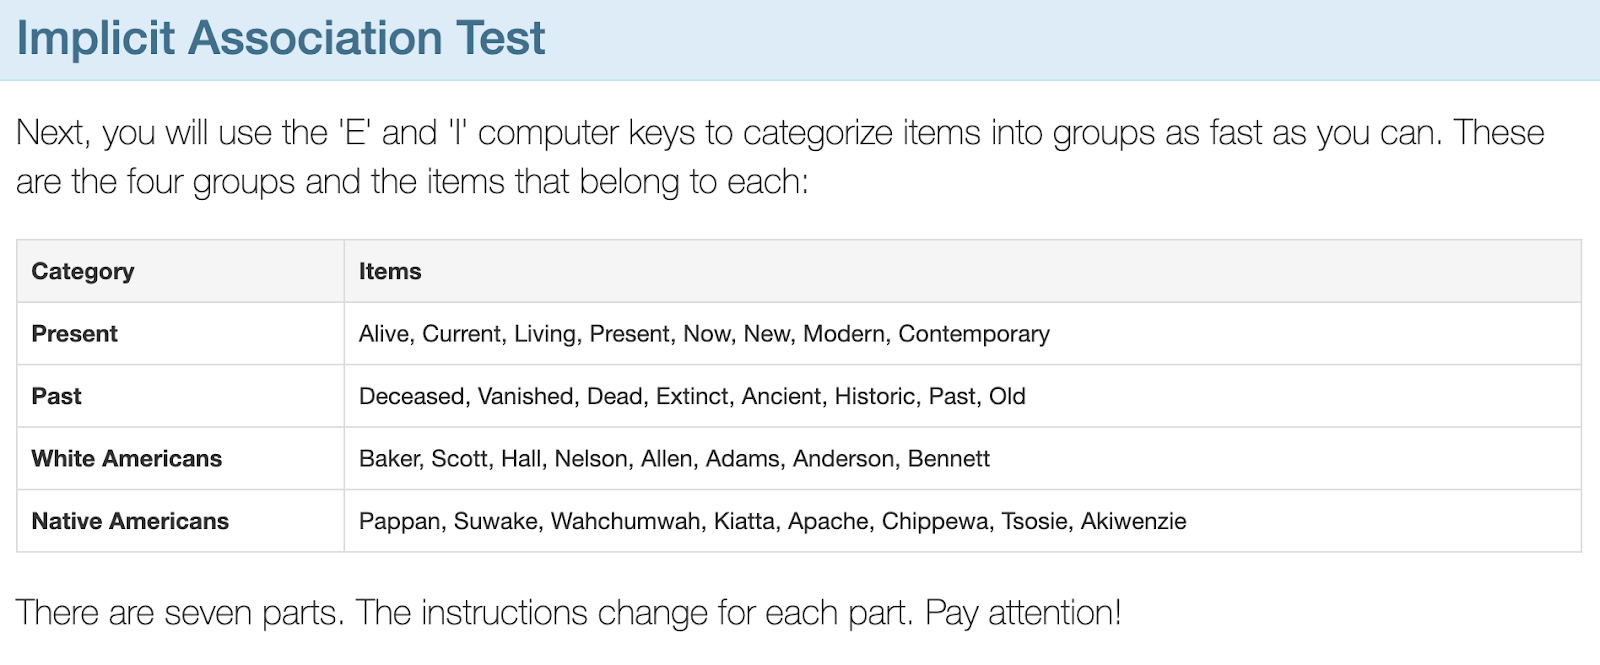 Implicit Association Test
Next, you will use the 'E' and 'I' computer keys to categorize items into groups as fast as you can. These
are the four groups and the items that belong to each:
Category Items
Present Alive, Current, Living, Present, Now, New, Modern, Contemporary
Past Deceased, Vanished, Dead, Extinct, Ancient, Historic, Past, Old
White Americans Baker, Scott, Hall, Nelson, Allen, Adams, Anderson, Bennett
Native Americans Pappan, Suwake, Wahchumwah, Kiatta, Apache, Chippewa, Tsosie, Akiwenzie
There are seven parts. The instructions change for each part. Pay attention!